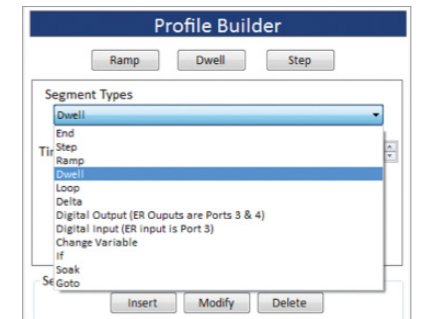 Profile Builder
Ramp Dwell Step
Segment Types
Dwell
End
Step
Ramp
Dwell
Loop
Delta
Digital Output (ER Ouputs are Ports 3 & 4)
Digital Input (ER input is Port 3)
Change Variable
If
Soak
Goto
Insert Modify Delete